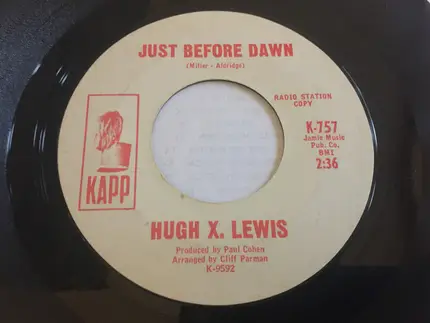 JUST BEFORE DAWN
(Miller - Aldridge)
RADIO STATION
COPY
K-757
Jamie Music
Pub. Co.
BMI
2:36
KAPP
HUGH X. LEWIS
Produced by Paul Cohen
Arranged by Cliff Parman
K-9592